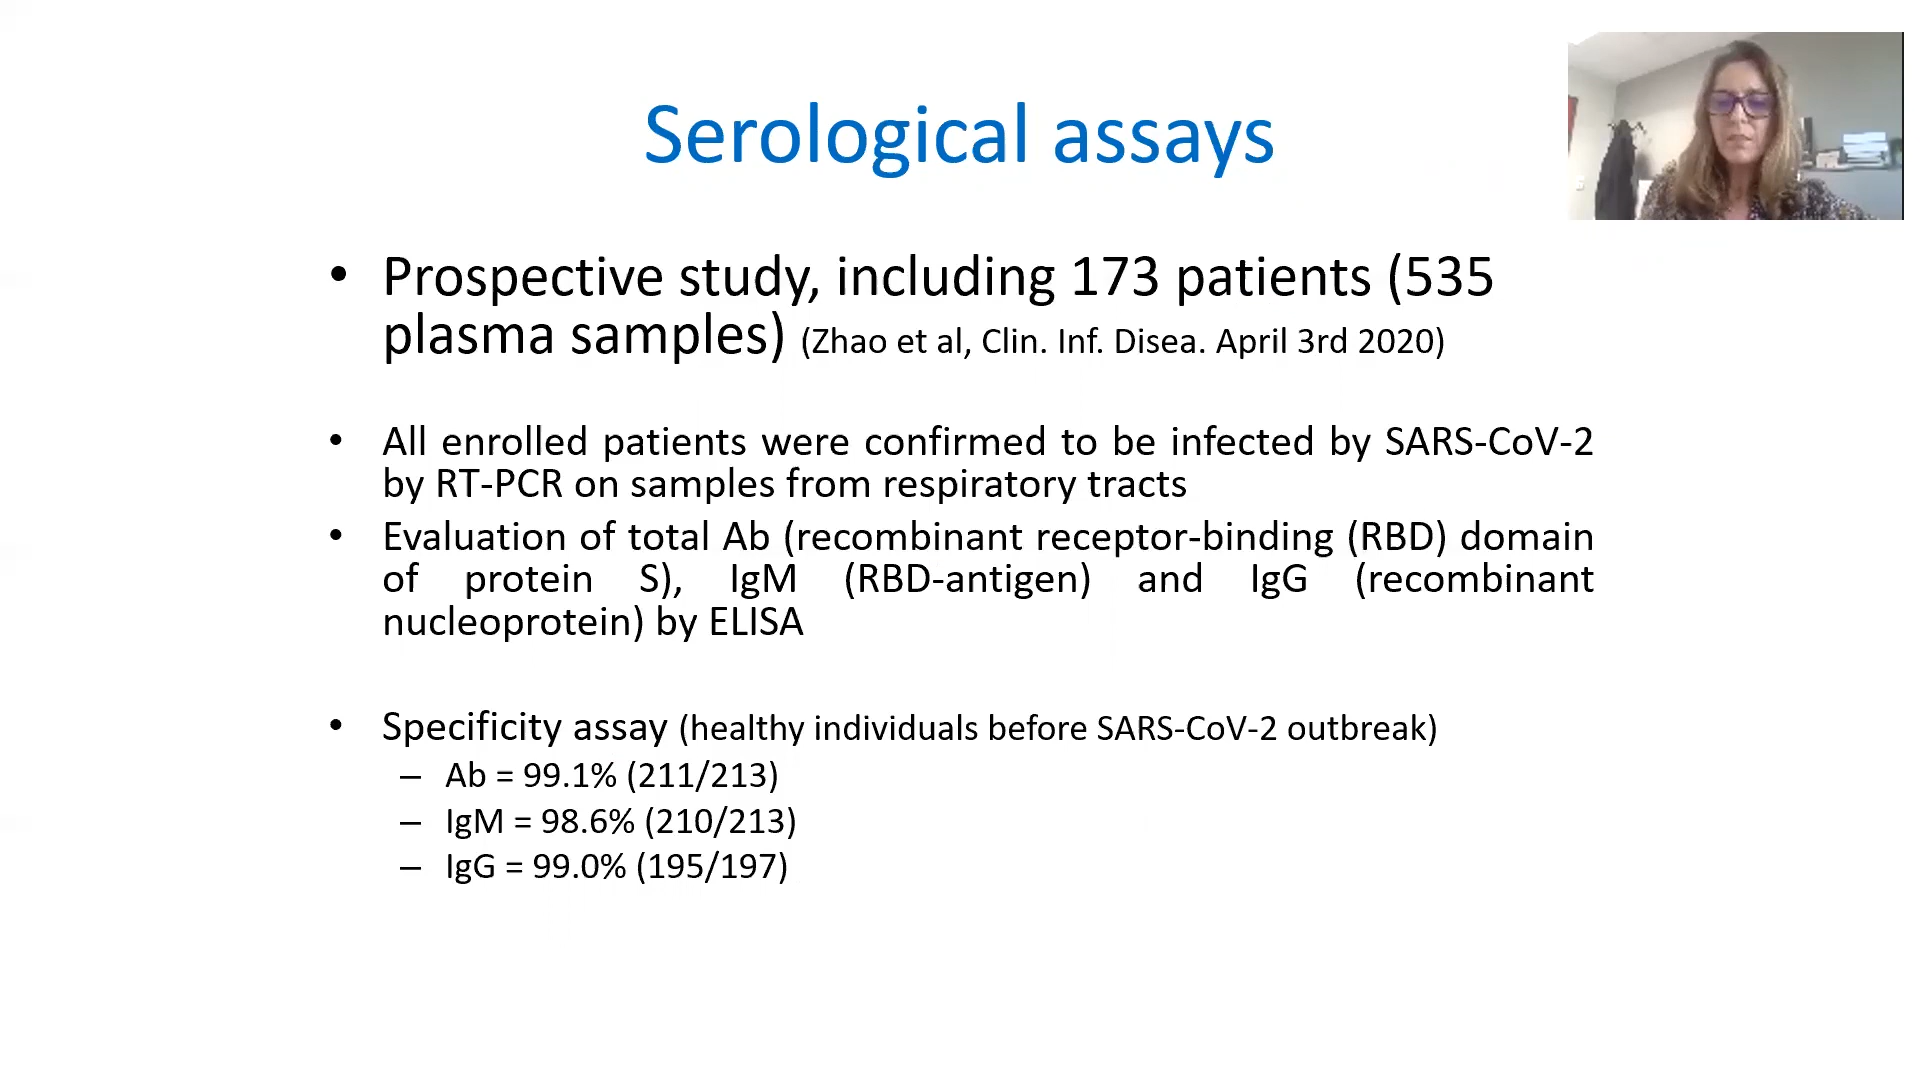 Serological assays
• Prospective study, including 173 patients (535
plasma samples) (Zhao et al, Clin. Inf. Disea. April 3rd 2020)
• All enrolled patients were confirmed to be infected by SARS-CoV-2
by RT-PCR on samples from respiratory tracts
• Evaluation of total Ab (recombinant receptor-binding (RBD) domain
of protein S), IgM (RBD-antigen) and IgG (recombinant
nucleoprotein) by ELISA
• Specificity assay (healthy individuals before SARS-CoV-2 outbreak)
– Ab = 99.1% (211/213)
– IgM = 98.6% (210/213)
– IgG = 99.0% (195/197)